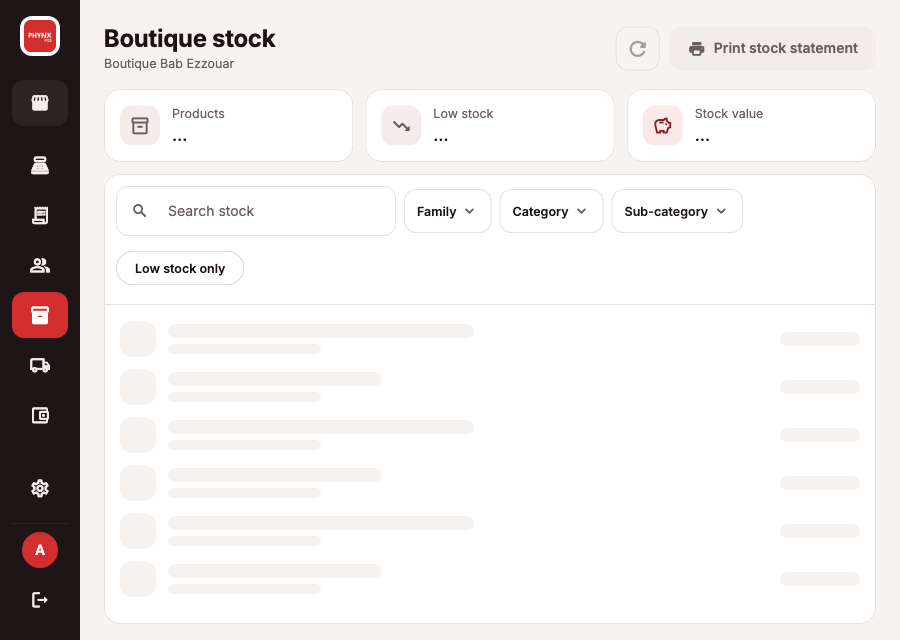 PHYNX
POS
Boutique stock
Boutique Bab Ezzouar
Print stock statement
Products
...
Low stock
...
Stock value
...
Search stock
Family
Category
Sub-category
Low stock only
A